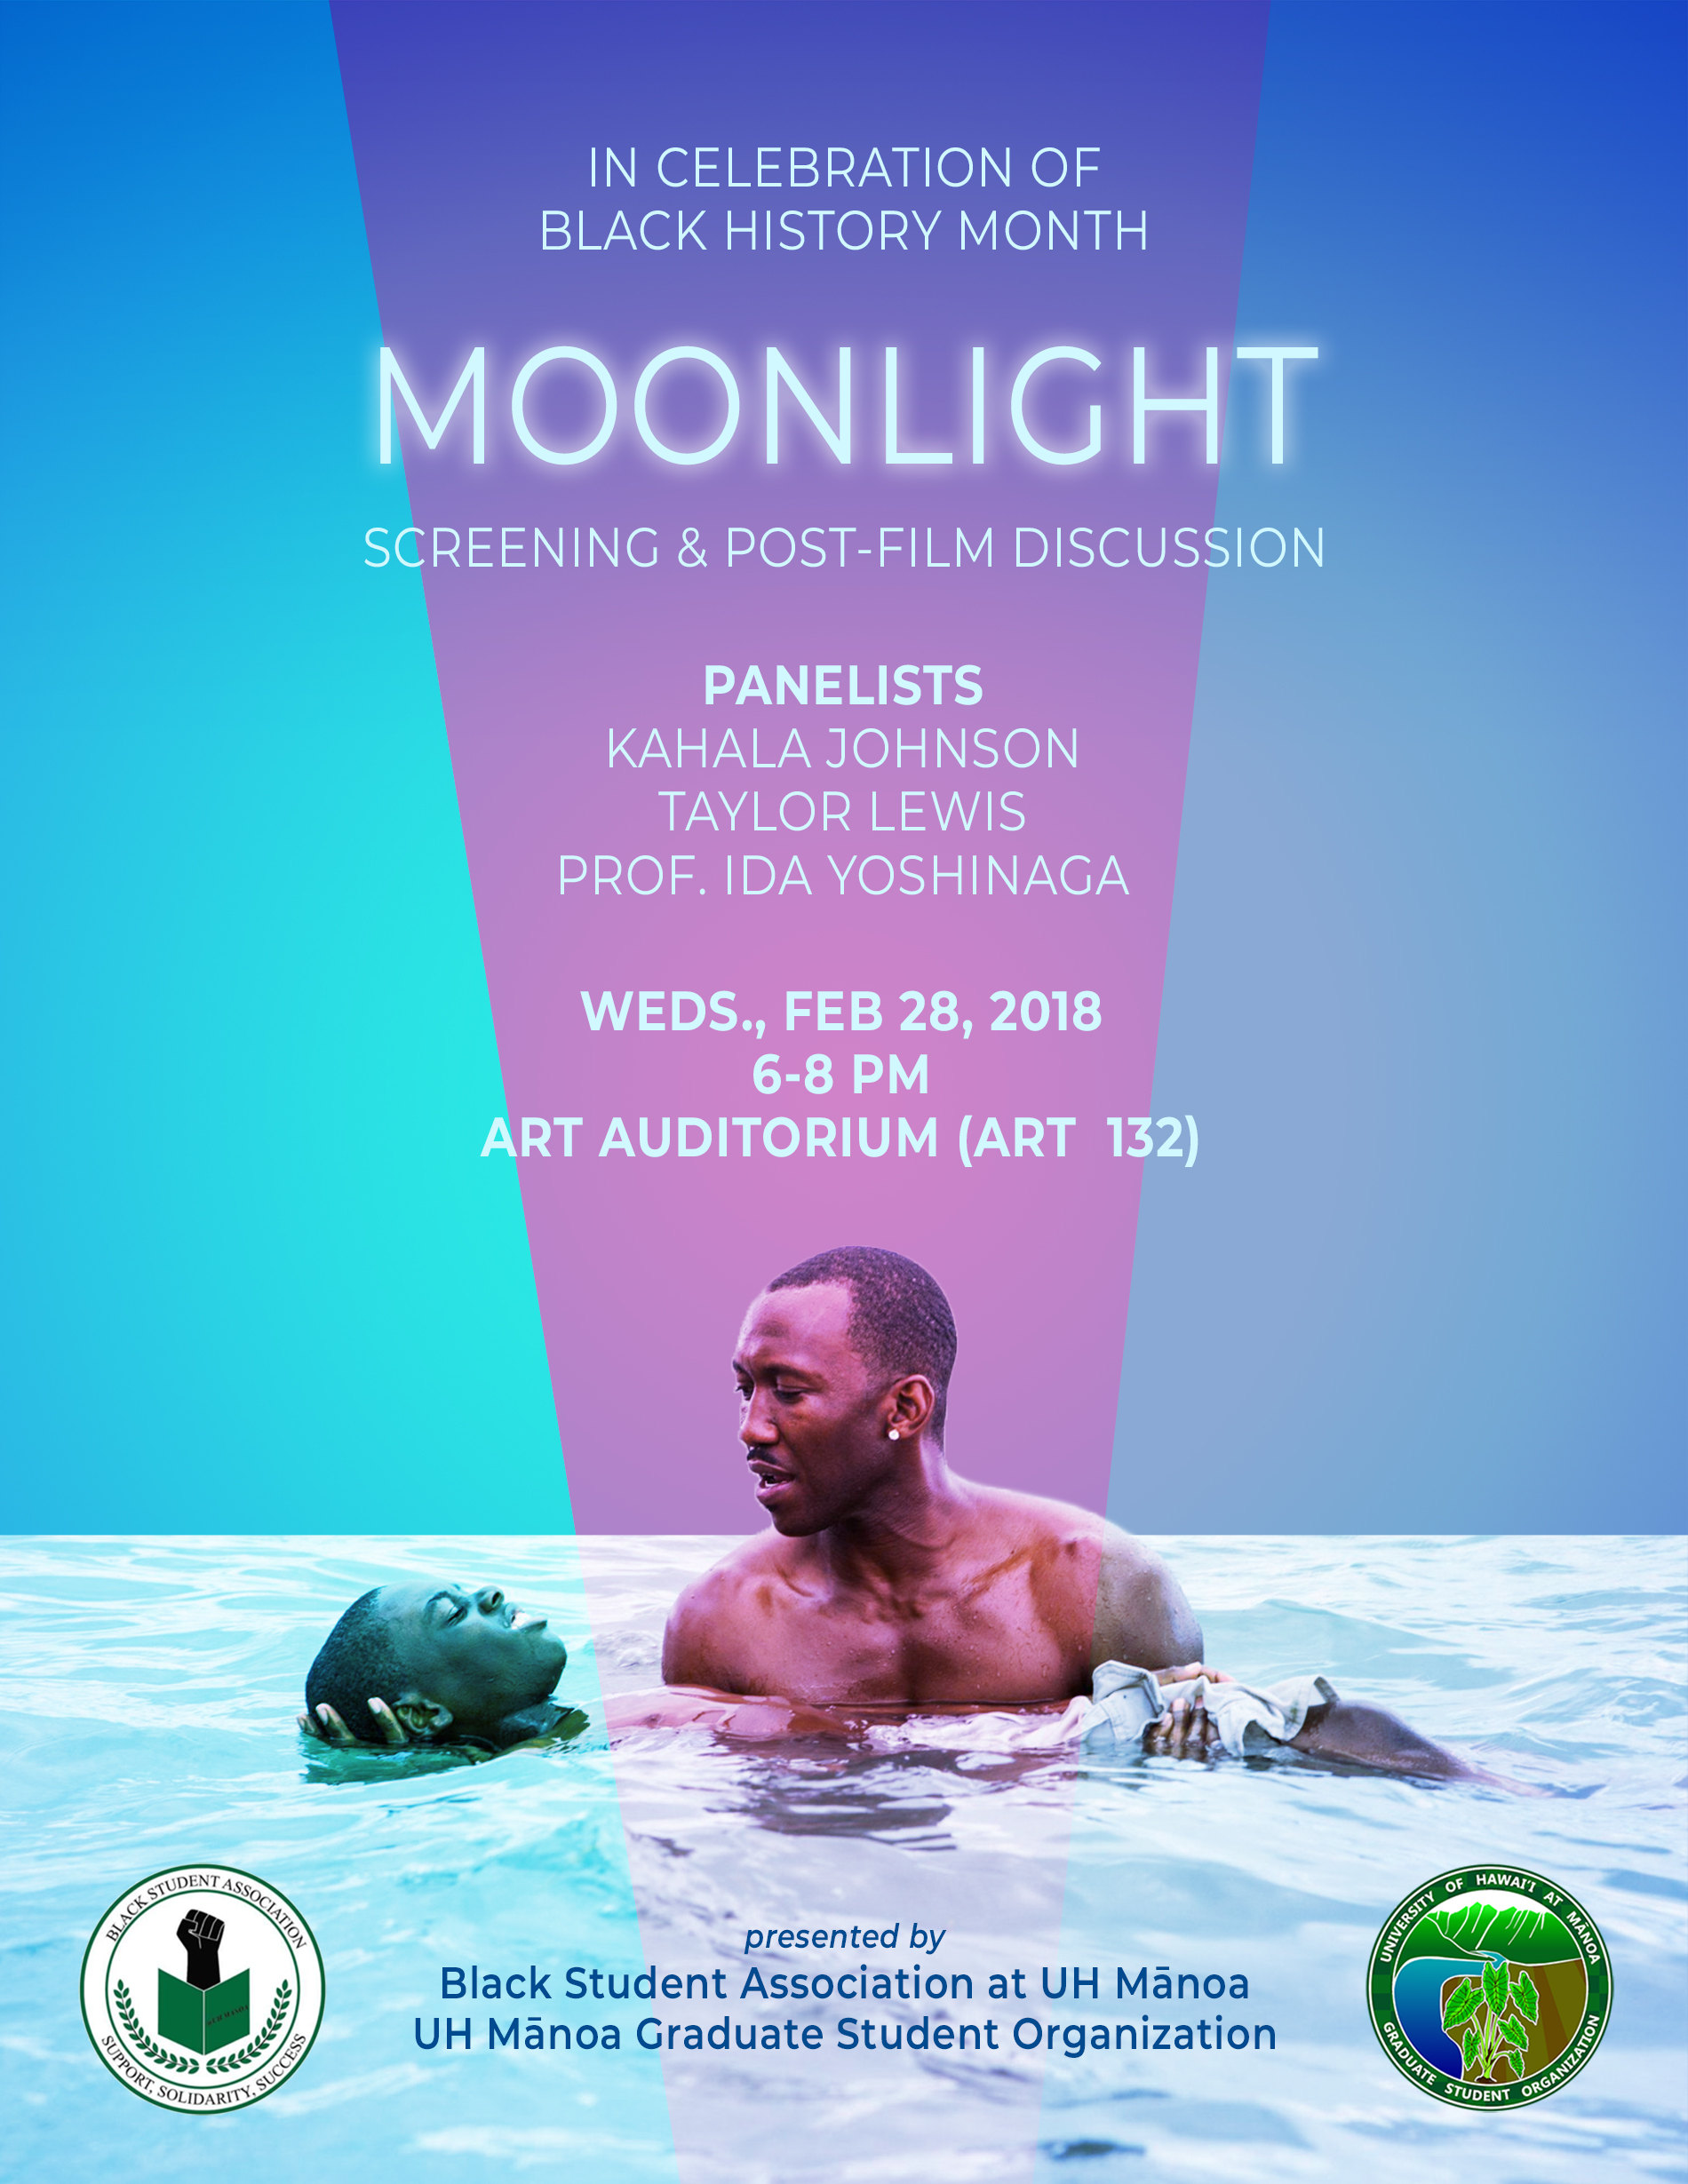 IN CELEBRATION OF
BLACK HISTORY MONTH
MOONLIGHT
SCREENING & POST-FILM DISCUSSION
PANELISTS
KAHALA JOHNSON
TAYLOR LEWIS
PROF. IDA YOSHINAGA
WEDS., FEB 28, 2018
6-8 PM
ART AUDITORIUM (ART 132)
presented by
Black Student Association at UH Mānoa
UH Mānoa Graduate Student Organization
BLACK STUDENT ASSOCIATION
SUPPORT, SOLIDARITY, SUCCESS
UNIVERSITY OF HAWAI'I AT MĀNOA
GRADUATE STUDENT ORGANIZATION